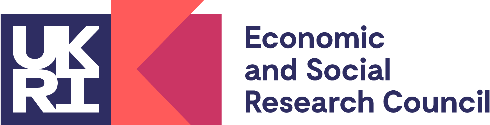 UK
RI
Economic
and Social
Research Council